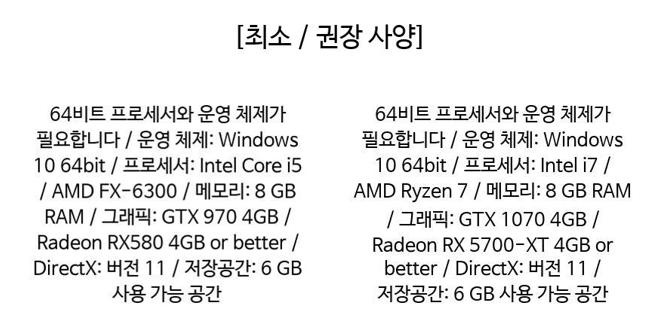 [최소 / 권장 사양]
64비트 프로세서와 운영 체제가
필요합니다 / 운영 체제: Windows
10 64bit / 프로세서: Intel Core i5
/ AMD FX-6300 / 메모리: 8 GB
RAM / 그래픽: GTX 970 4GB /
Radeon RX580 4GB or better /
DirectX: 버전 11 / 저장공간: 6 GB
사용 가능 공간
64비트 프로세서와 운영 체제가
필요합니다 / 운영 체제: Windows
10 64bit / 프로세서: Intel i7 /
AMD Ryzen 7 / 메모리: 8 GB RAM
/ 그래픽: GTX 1070 4GB /
Radeon RX 5700-XT 4GB or
better / DirectX: 버전 11 /
저장공간: 6 GB 사용 가능 공간